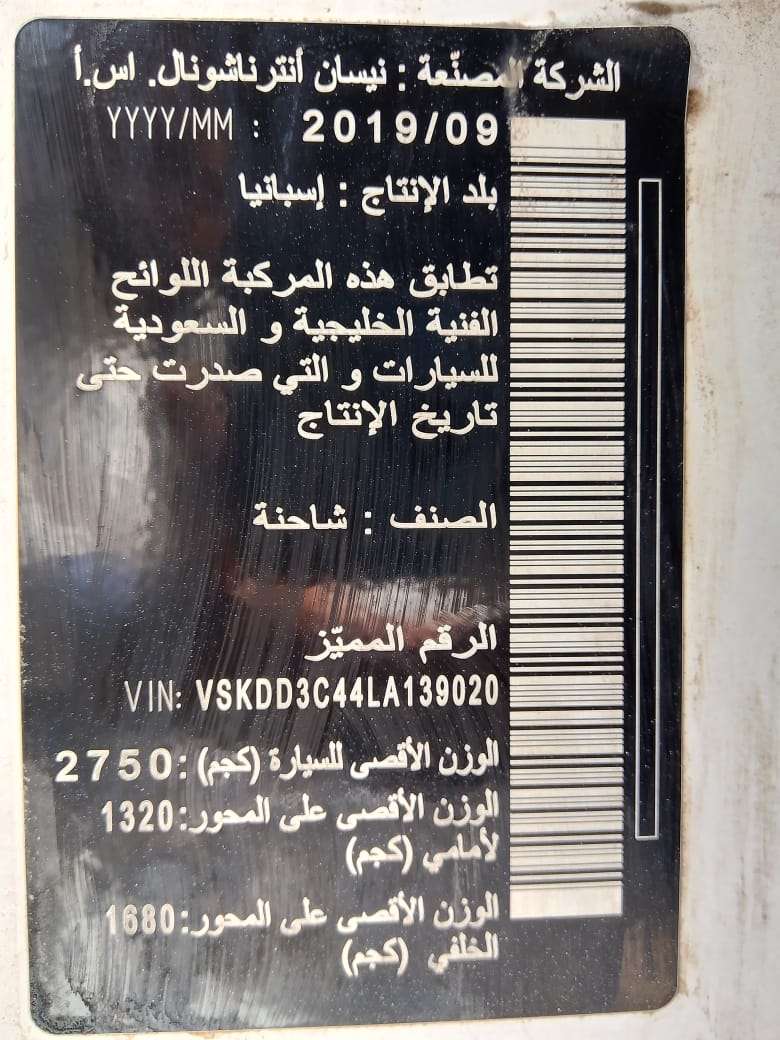 الشركة المصنّعة : نيسان أنترناشونال. اس.أ
YYYY/MM : 2019/09
بلد الإنتاج : إسبانيا
تطابق هذه المركبة اللوائح
الفنية الخليجية و السعودية
للسيارات و التي صدرت حتى
تاريخ الإنتاج
الصنف : شاحنة
الرقم المميّز
VIN: VSKDD3C44LA139020
الوزن الأقصى للسيارة (كجم) :2750
الوزن الأقصى على المحور:1320
لأمامي (كجم)
الوزن الأقصى على المحور:1680
الخلفي (كجم)